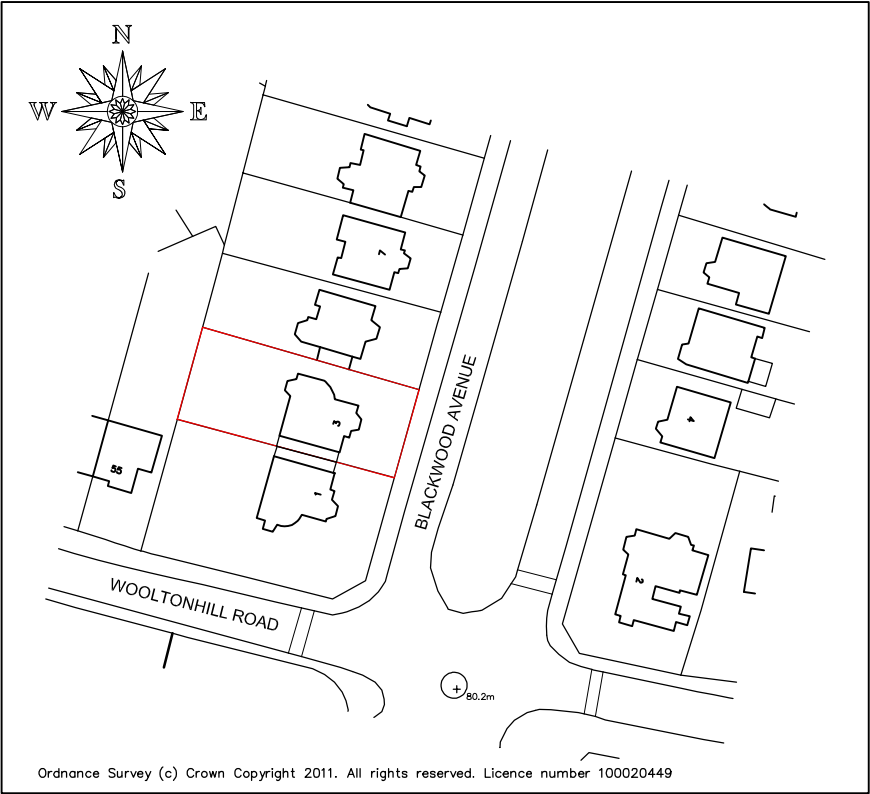 N
W E
S
7
3
1
55
4
2
BLACKWOOD AVENUE
WOOLTONHILL ROAD
80.2m
Ordnance Survey (c) Crown Copyright 2011. All rights reserved. Licence number 100020449